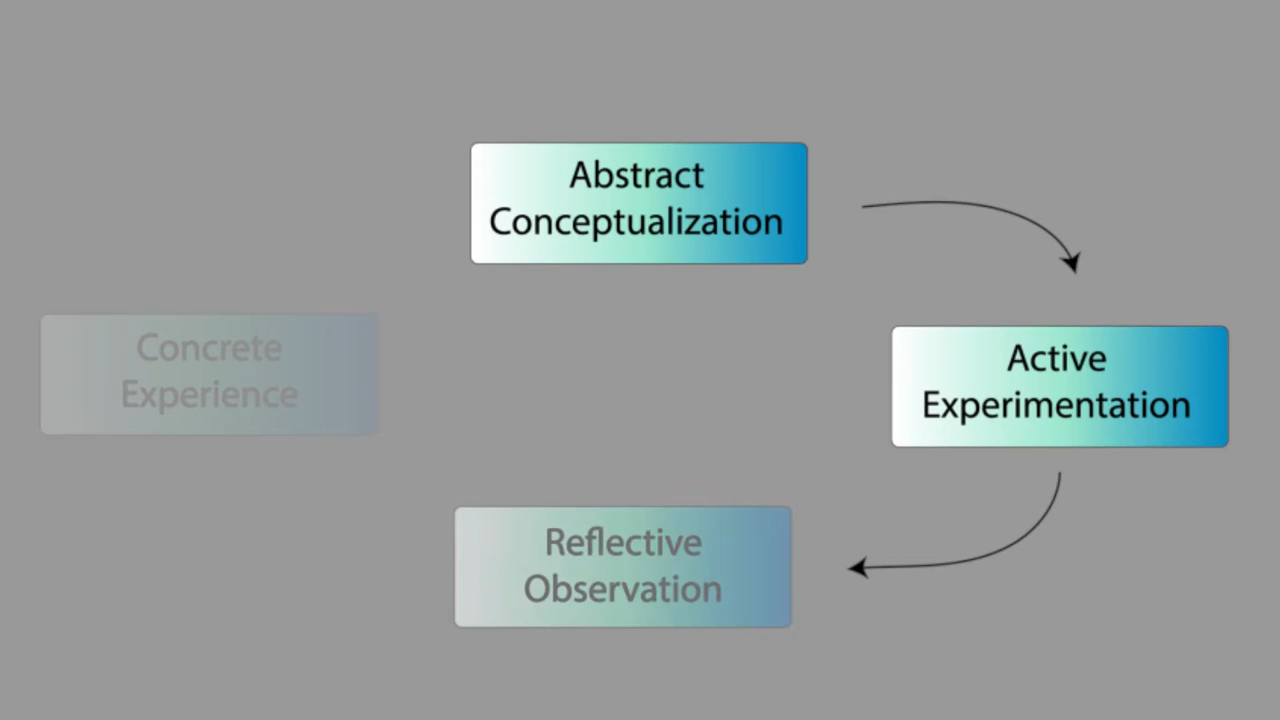 Abstract
Conceptualization
Concrete
Experience
Active
Experimentation
Reflective
Observation